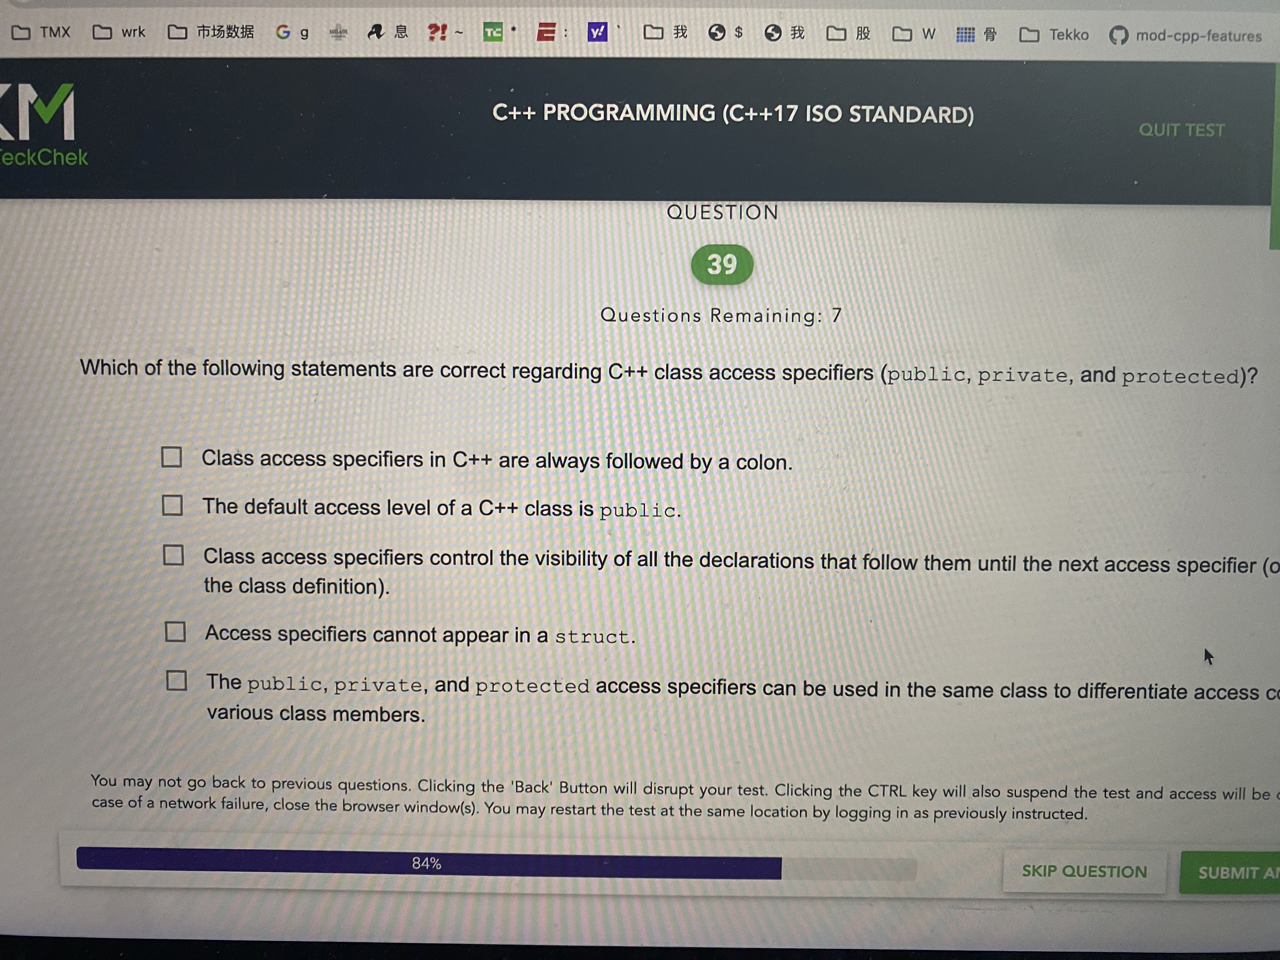 TMX wrk 市场数据 g 息 ~ TC : y! 我 $ 我 股 W 骨 Tekko mod-cpp-features
KM
TeckChek
C++ PROGRAMMING (C++17 ISO STANDARD)
QUIT TEST
QUESTION
39
Questions Remaining: 7
Which of the following statements are correct regarding C++ class access specifiers (public, private, and protected)?
Class access specifiers in C++ are always followed by a colon.
The default access level of a C++ class is public.
Class access specifiers control the visibility of all the declarations that follow them until the next access specifier (o
the class definition).
Access specifiers cannot appear in a struct.
The public, private, and protected access specifiers can be used in the same class to differentiate access co
various class members.
You may not go back to previous questions. Clicking the 'Back' Button will disrupt your test. Clicking the CTRL key will also suspend the test and access will be
case of a network failure, close the browser window(s). You may restart the test at the same location by logging in as previously instructed.
84%
SKIP QUESTION
SUBMIT AN